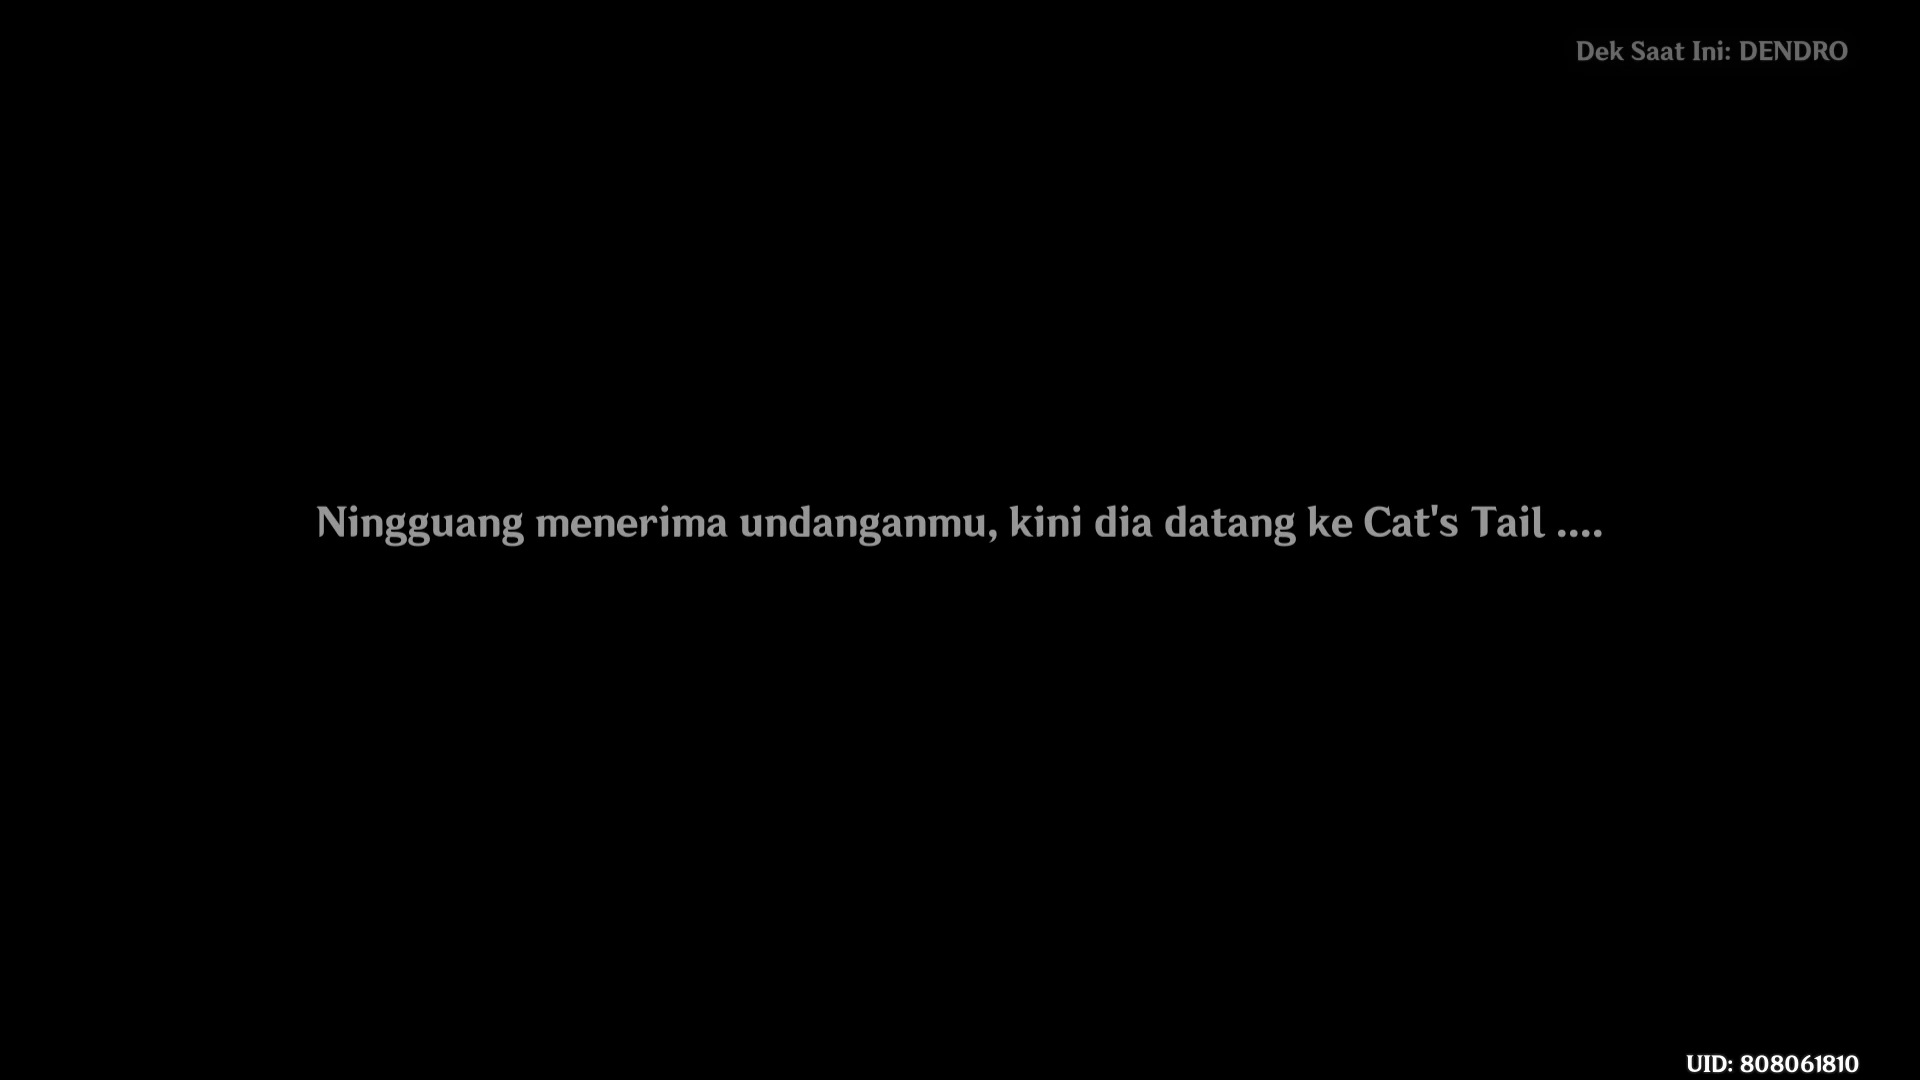 Dek Saat Ini: DENDRO
Ningguang menerima undanganmu, kini dia datang ke Cat's Tail ....
UID: 808061810